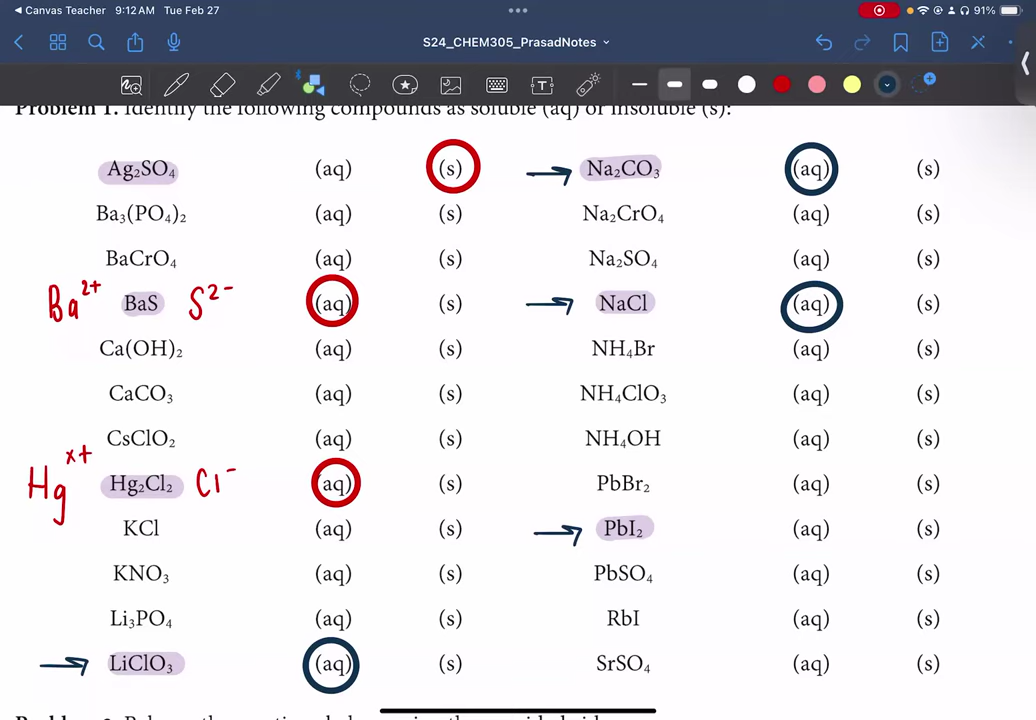 Canvas Teacher 9:12 AM Tue Feb 27 91%
S24_CHEM305_PrasadNotes
Problem 1. Identify the following compounds as soluble (aq) or insoluble (s):
Ag₂SO₄ (aq) (s) Na₂CO₃ (aq) (s)
Ba₃(PO₄)₂ (aq) (s) Na₂CrO₄ (aq) (s)
BaCrO₄ (aq) (s) Na₂SO₄ (aq) (s)
Ba²⁺ BaS S²⁻ (aq) (s) NaCl (aq) (s)
Ca(OH)₂ (aq) (s) NH₄Br (aq) (s)
CaCO₃ (aq) (s) NH₄ClO₃ (aq) (s)
CsClO₂ (aq) (s) NH₄OH (aq) (s)
Hgˣ⁺ Hg₂Cl₂ Cl⁻ (aq) (s) PbBr₂ (aq) (s)
KCl (aq) (s) PbI₂ (aq) (s)
KNO₃ (aq) (s) PbSO₄ (aq) (s)
Li₃PO₄ (aq) (s) RbI (aq) (s)
LiClO₃ (aq) (s) SrSO₄ (aq) (s)